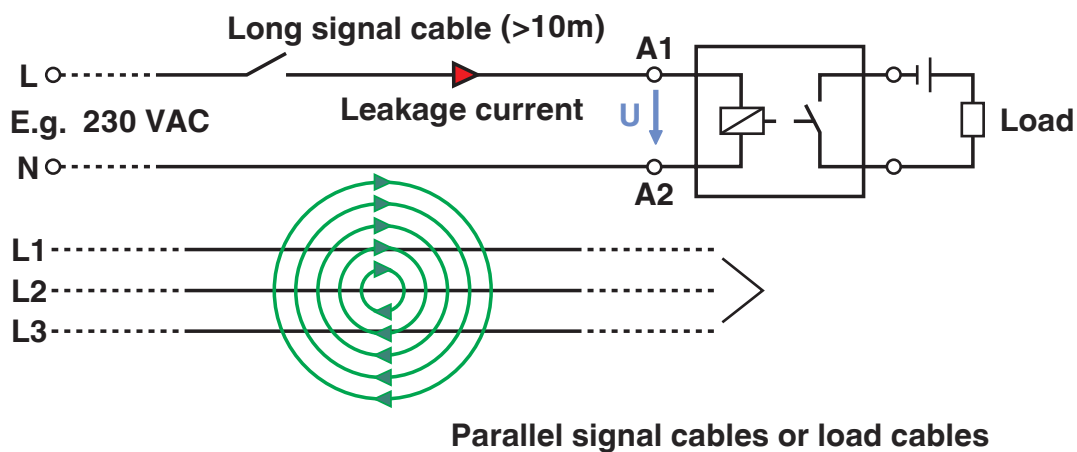 Long signal cable (>10m)
L
A1
Leakage current
U
E.g. 230 VAC
Load
N
A2
L1
L2
L3
Parallel signal cables or load cables